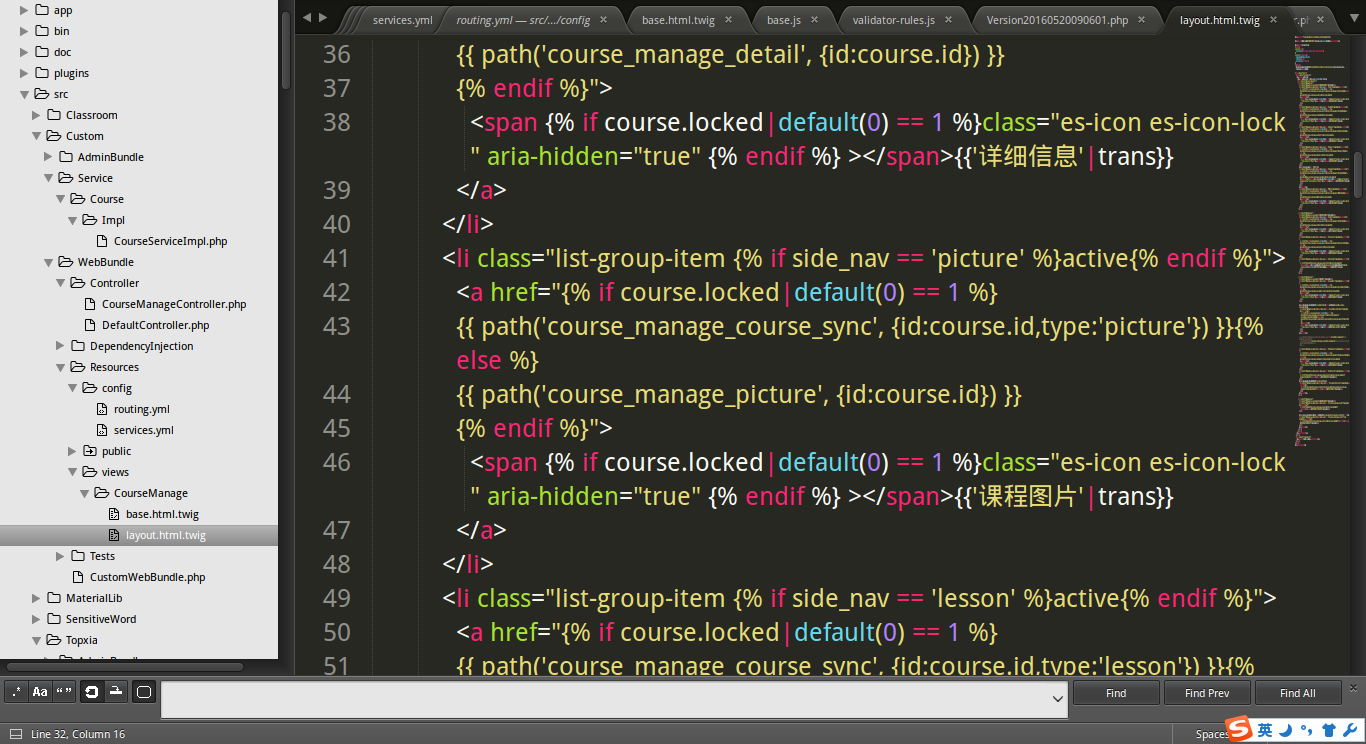 app
bin
doc
plugins
src
Classroom
Custom
AdminBundle
Service
Course
Impl
CourseServiceImpl.php
WebBundle
Controller
CourseManageController.php
DefaultController.php
DependencyInjection
Resources
config
routing.yml
services.yml
public
views
CourseManage
base.html.twig
layout.html.twig
Tests
CustomWebBundle.php
MaterialLib
SensitiveWord
Topxia
services.yml
routing.yml — src/.../config ×
base.html.twig ×
base.js ×
validator-rules.js ×
Version20160520090601.php ×
layout.html.twig ×
36 {{ path('course_manage_detail', {id:course.id}) }}
37 {% endif %}">
38 <span {% if course.locked|default(0) == 1 %}class="es-icon es-icon-lock
" aria-hidden="true" {% endif %} ></span>{{'详细信息'|trans}}
39 </a>
40 </li>
41 <li class="list-group-item {% if side_nav == 'picture' %}active{% endif %}">
42 <a href="{% if course.locked|default(0) == 1 %}
43 {{ path('course_manage_course_sync', {id:course.id,type:'picture'}) }}{%
else %}
44 {{ path('course_manage_picture', {id:course.id}) }}
45 {% endif %}">
46 <span {% if course.locked|default(0) == 1 %}class="es-icon es-icon-lock
" aria-hidden="true" {% endif %} ></span>{{'课程图片'|trans}}
47 </a>
48 </li>
49 <li class="list-group-item {% if side_nav == 'lesson' %}active{% endif %}">
50 <a href="{% if course.locked|default(0) == 1 %}
51 {{ path('course_manage_course_sync', {id:course.id,type:'lesson'}) }}{%
.* Aa “”
Find
Find Prev
Find All
Line 32, Column 16
Spaces
S 英